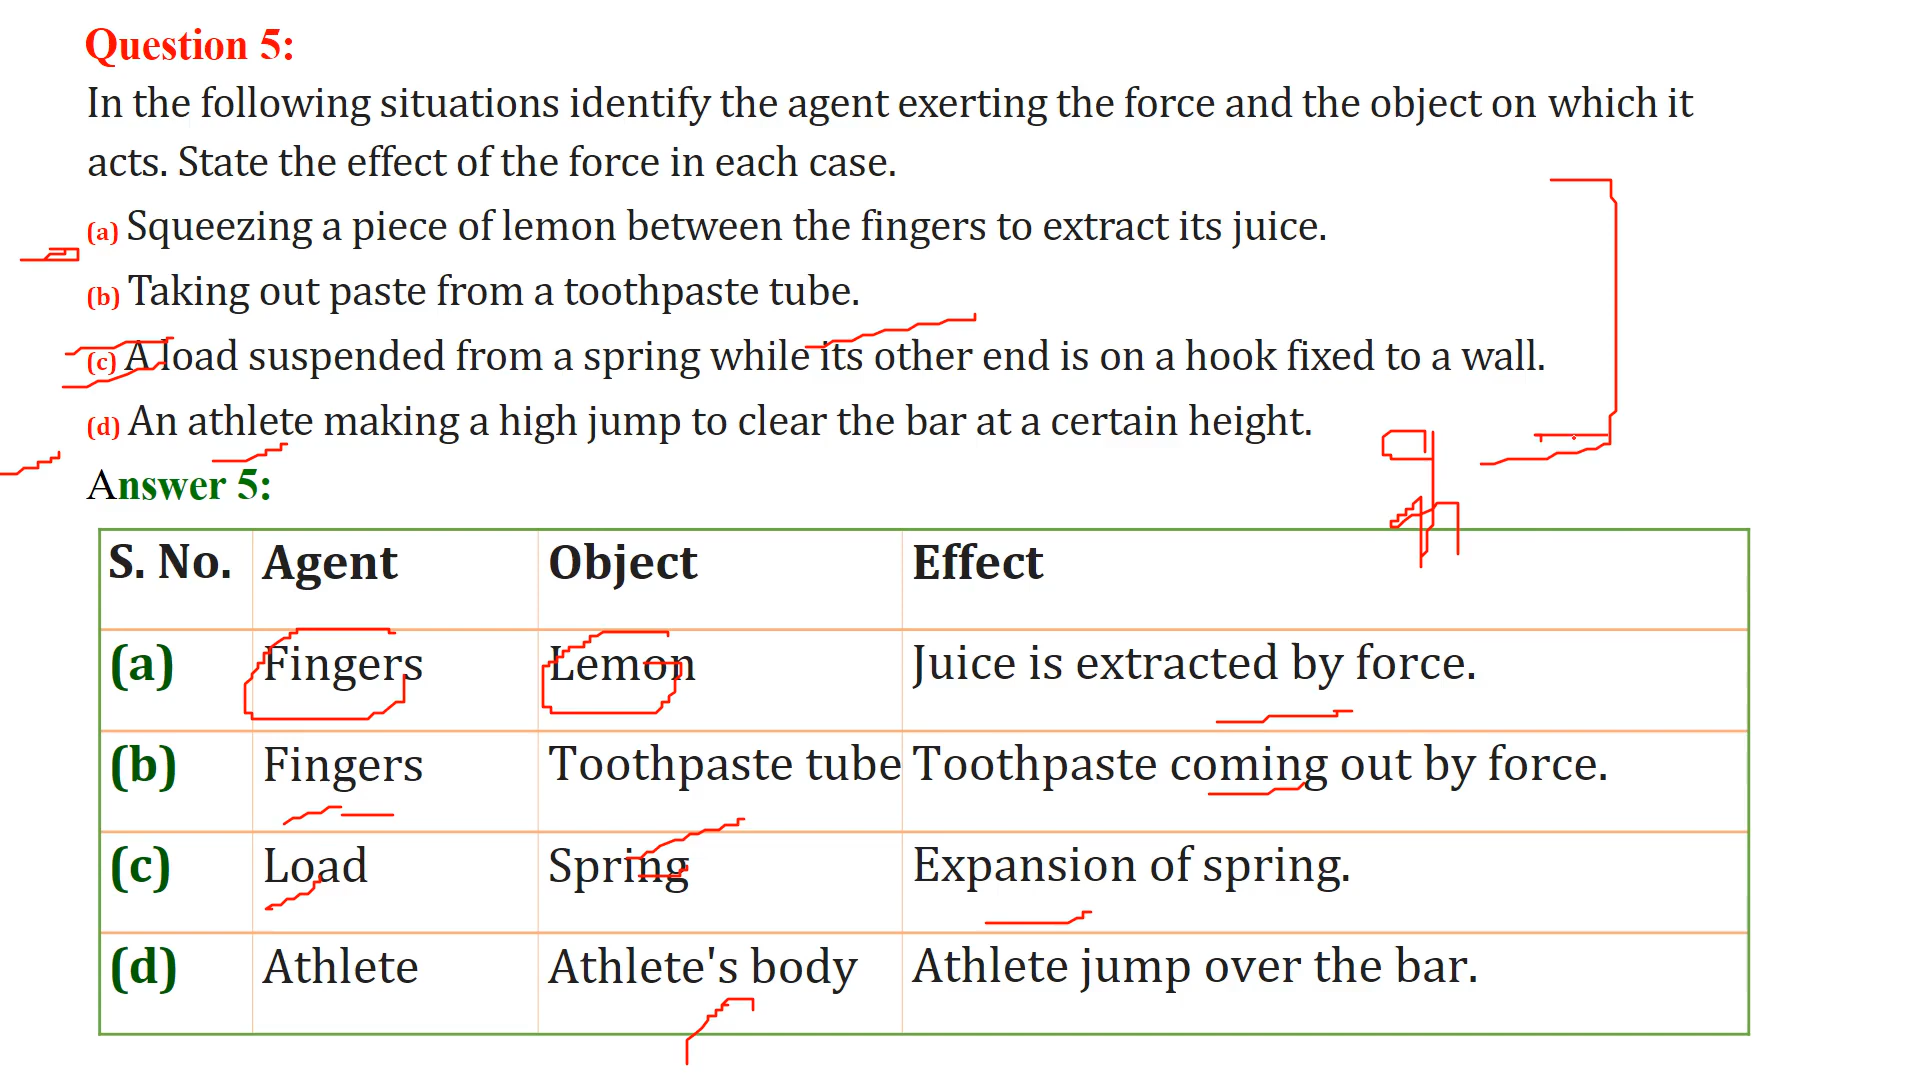 Question 5:
In the following situations identify the agent exerting the force and the object on which it
acts. State the effect of the force in each case.
(a) Squeezing a piece of lemon between the fingers to extract its juice.
(b) Taking out paste from a toothpaste tube.
(c) A load suspended from a spring while its other end is on a hook fixed to a wall.
(d) An athlete making a high jump to clear the bar at a certain height.
Answer 5:
S. No. Agent Object Effect
(a) Fingers Lemon Juice is extracted by force.
(b) Fingers Toothpaste tube Toothpaste coming out by force.
(c) Load Spring Expansion of spring.
(d) Athlete Athlete's body Athlete jump over the bar.